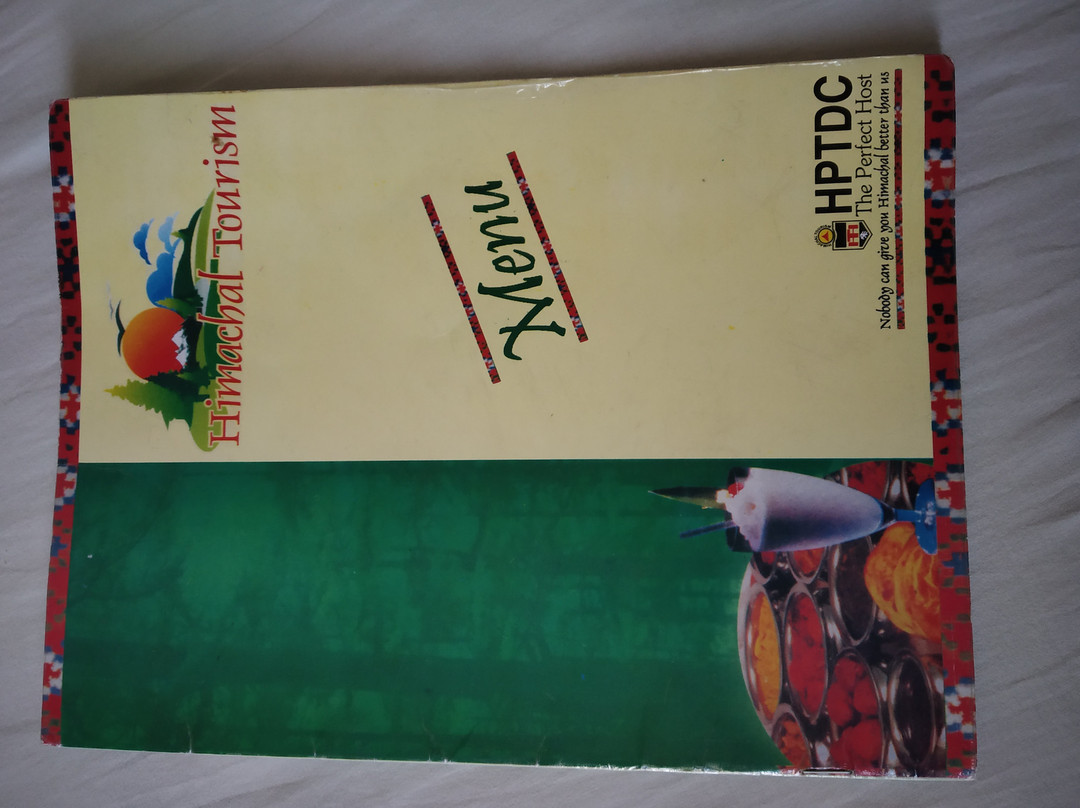 Himachal Tourism
Menu
HPTDC
The Perfect Host
Nobody can give you Himachal better than us